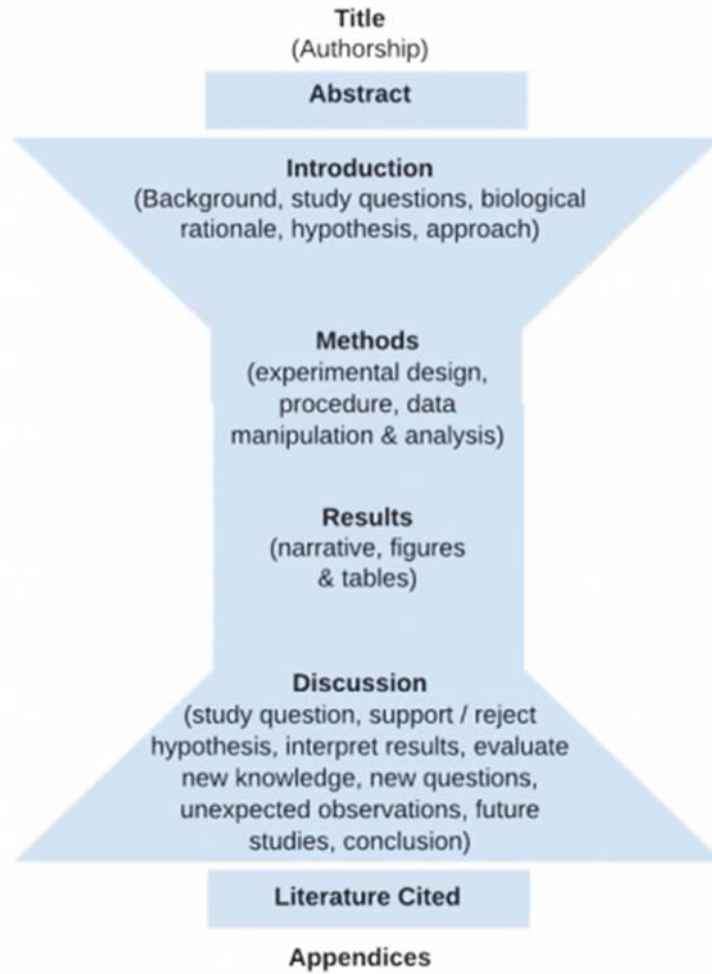 Title
(Authorship)
Abstract
Introduction
(Background, study questions, biological
rationale, hypothesis, approach)
Methods
(experimental design,
procedure, data
manipulation & analysis)
Results
(narrative, figures
& tables)
Discussion
(study question, support / reject
hypothesis, interpret results, evaluate
new knowledge, new questions,
unexpected observations, future
studies, conclusion)
Literature Cited
Appendices